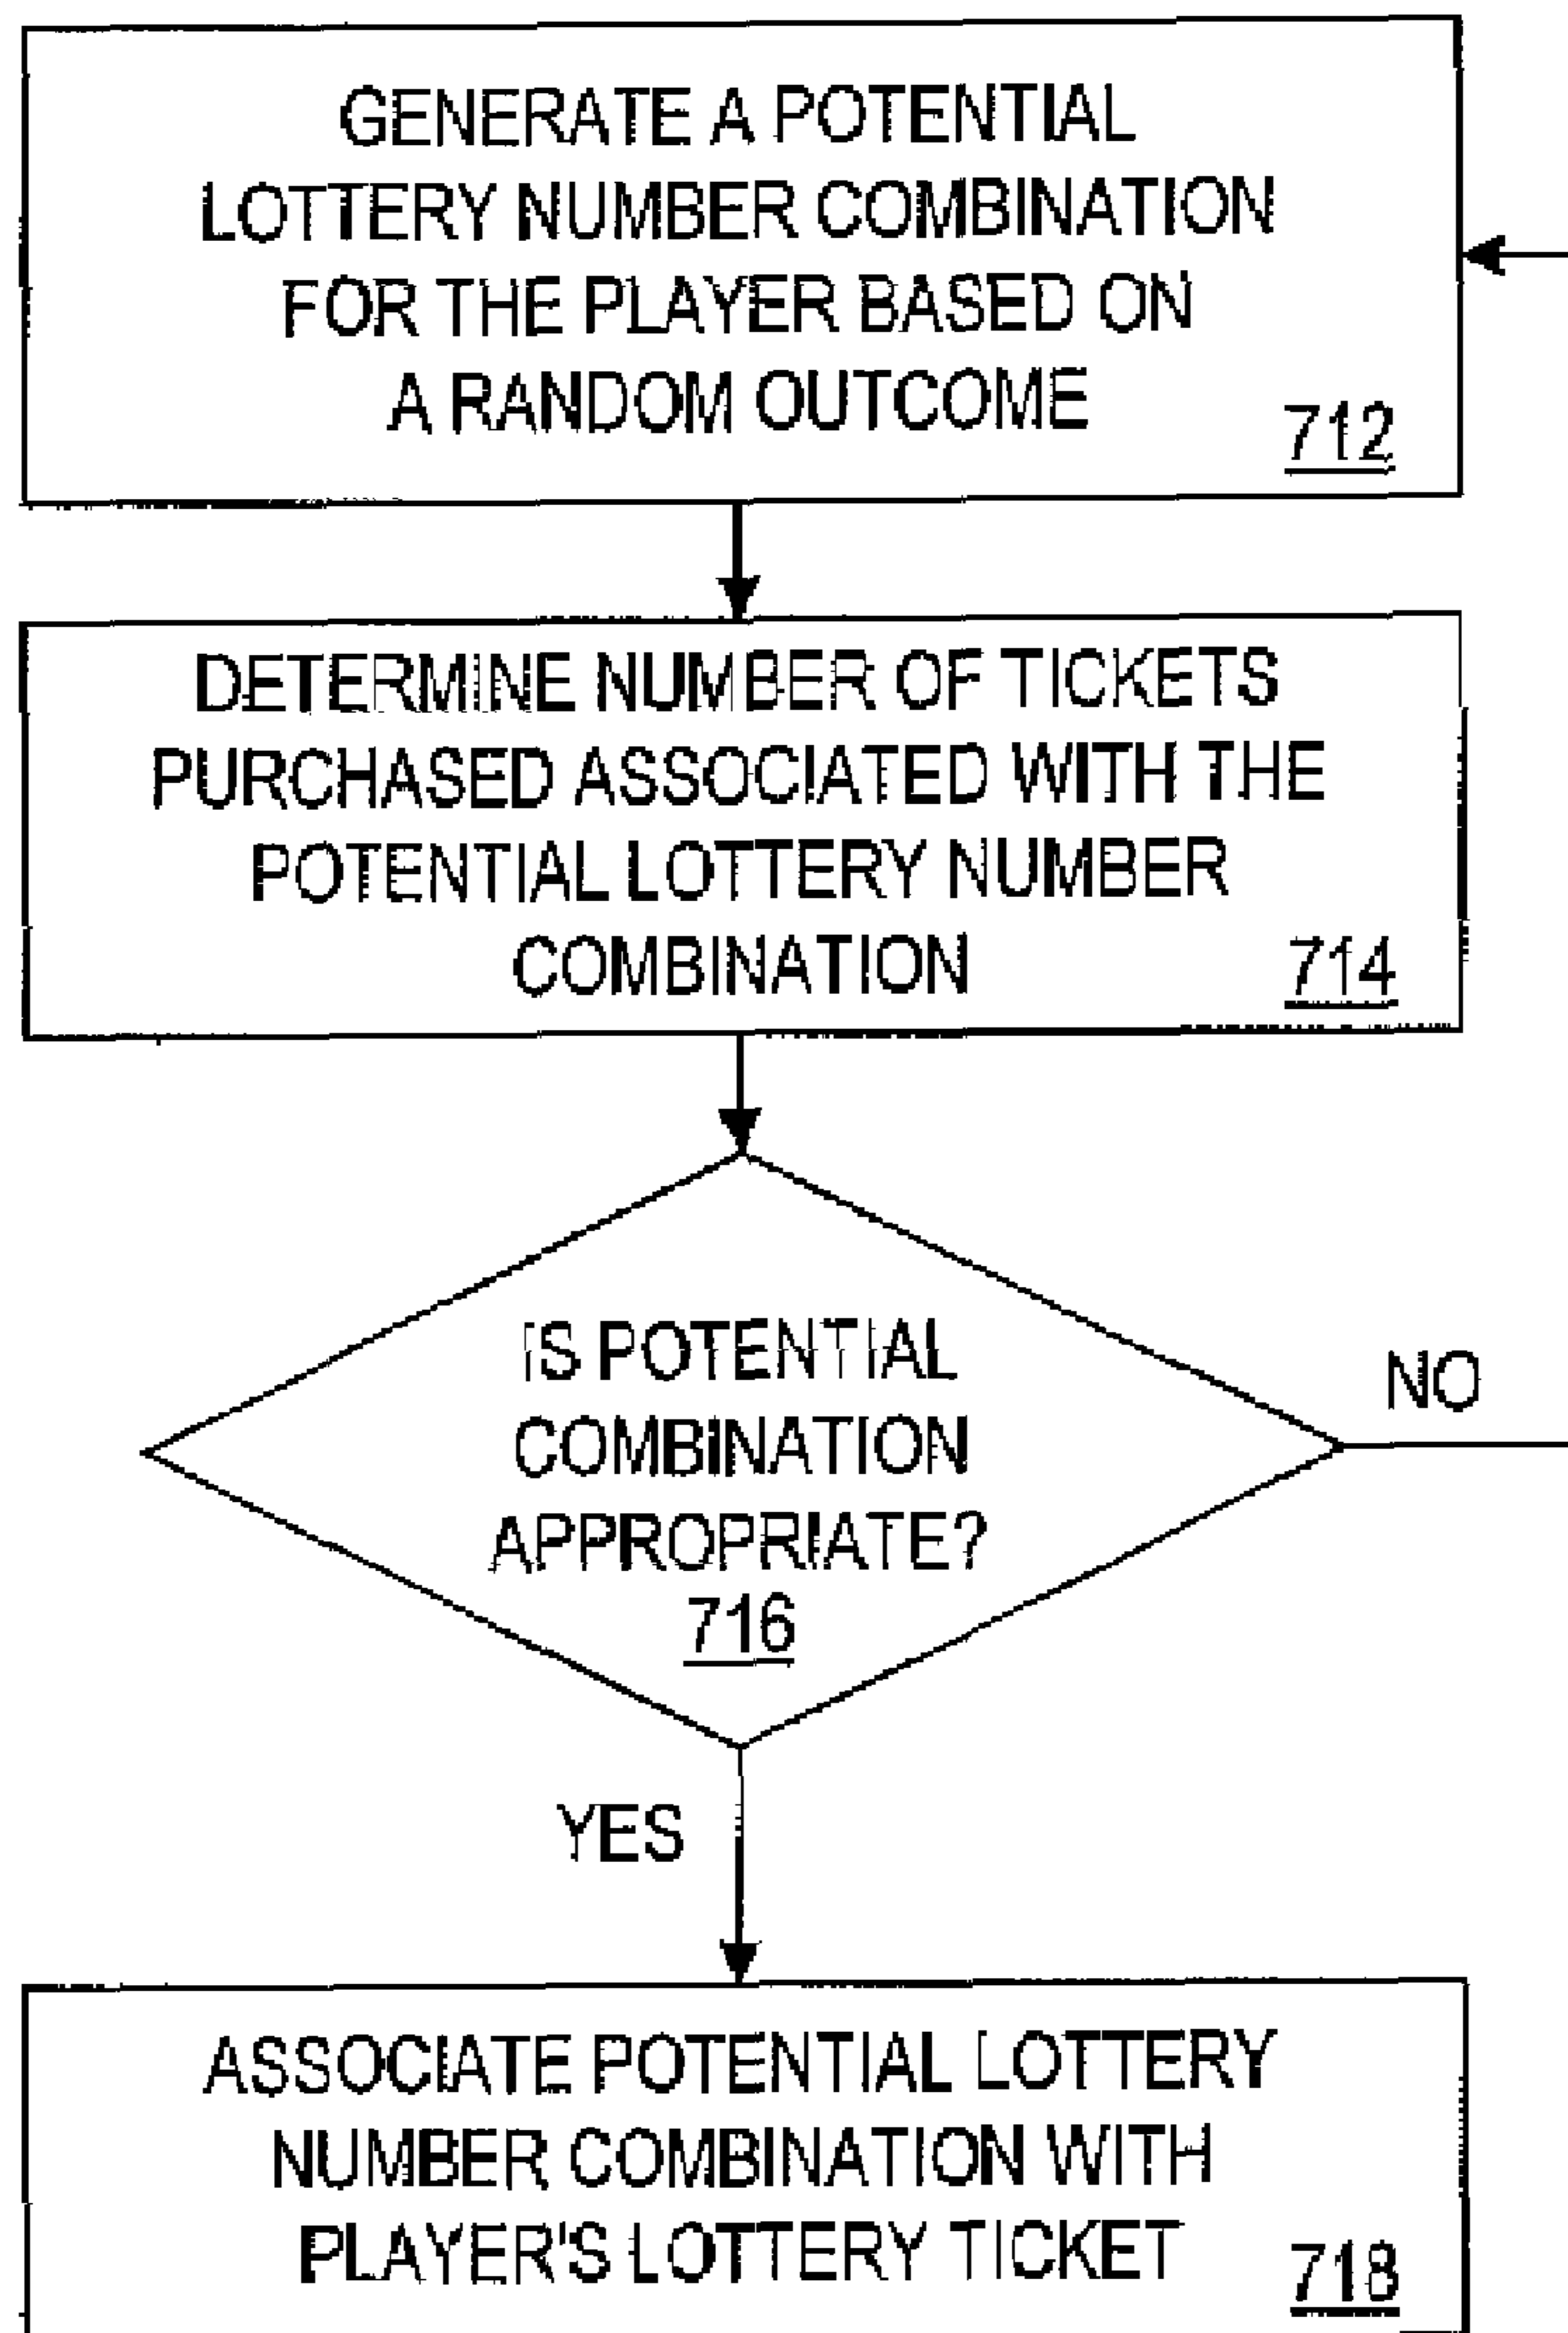 GENERATE A POTENTIAL
LOTTERY NUMBER COMBINATION
FOR THE PLAYER BASED ON
A RANDOM OUTCOME
712
DETERMINE NUMBER OF TICKETS
PURCHASED ASSOCIATED WITH THE
POTENTIAL LOTTERY NUMBER
COMBINATION
714
IS POTENTIAL
COMBINATION
APPROPRIATE?
716
NO
YES
ASSOCIATE POTENTIAL LOTTERY
NUMBER COMBINATION WITH
PLAYER'S LOTTERY TICKET
718